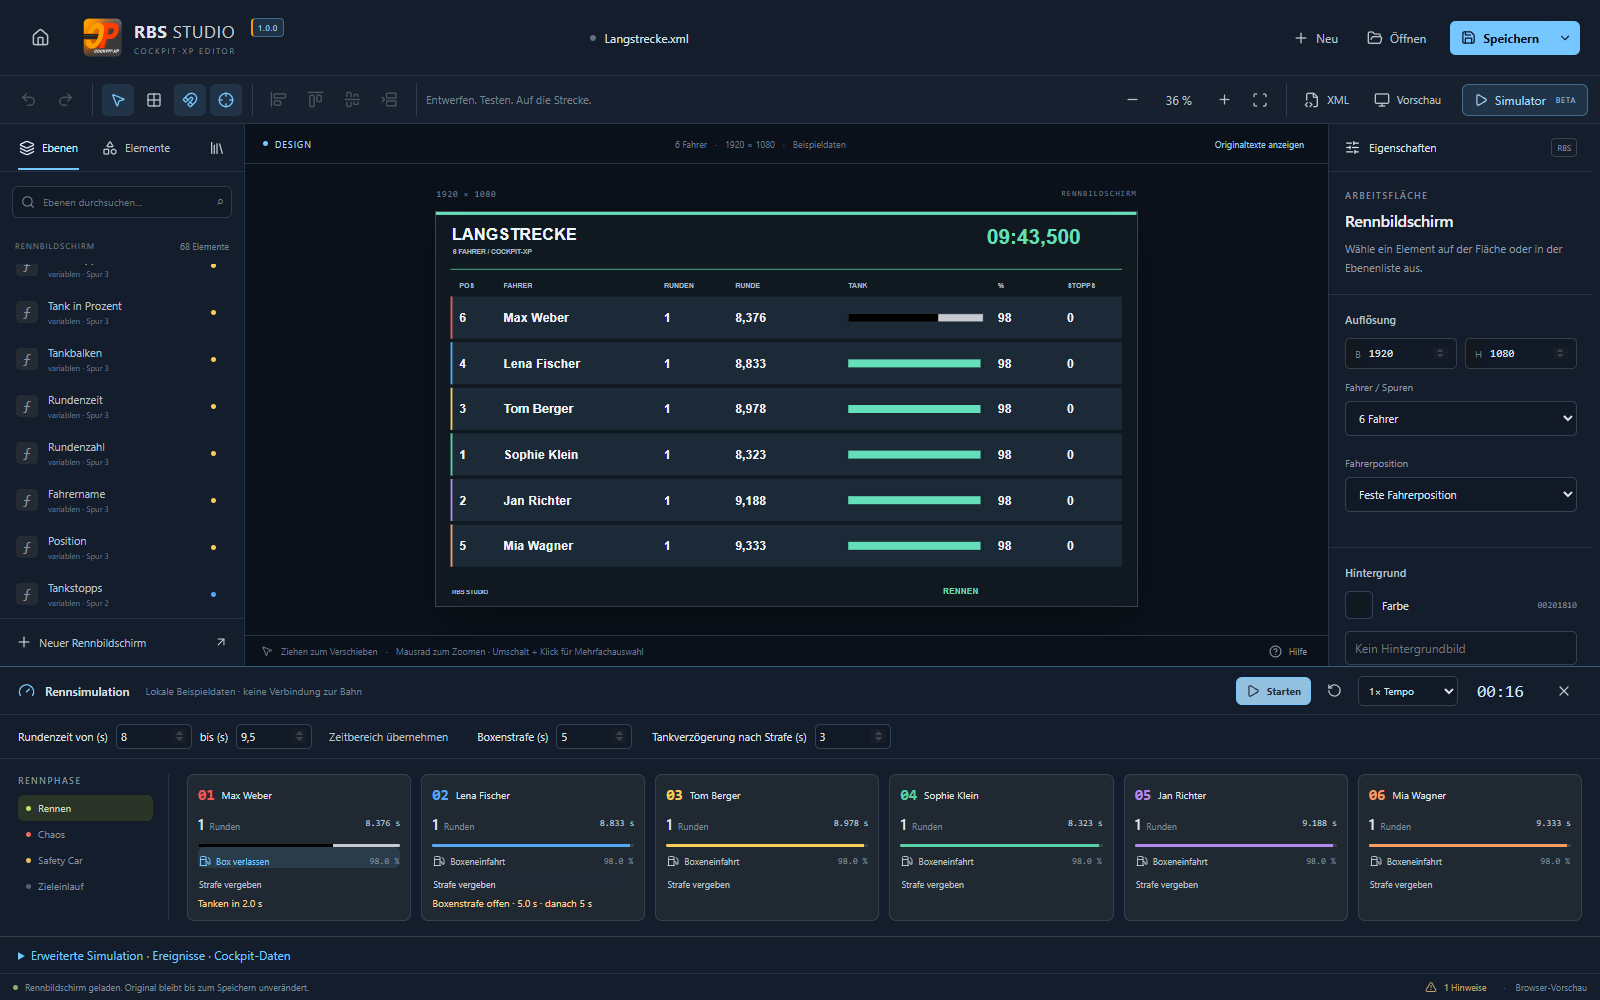 RBS STUDIO
COCKPIT-XP EDITOR
1.0.0
Langstrecke.xml
Neu
Öffnen
Speichern
Entwerfen. Testen. Auf die Strecke.
36 %
XML
Vorschau
Simulator BETA
Ebenen
Elemente
DESIGN
6 Fahrer · 1920 × 1080 · Beispieldaten
Originaltexte anzeigen
Eigenschaften
RBS
Ebenen durchsuchen...
RENNBILDSCHIRM
68 Elemente
variablen · Spur 3
Tank in Prozent
variablen · Spur 3
Tankbalken
variablen · Spur 3
Rundenzeit
variablen · Spur 3
Rundenzahl
variablen · Spur 3
Fahrername
variablen · Spur 3
Position
variablen · Spur 3
Tankstopps
variablen · Spur 2
Neuer Rennbildschirm
1920 × 1080
RENNBILDSCHIRM
LANGSTRECKE
6 FAHRER / COCKPIT-XP
09:43,500
POS FAHRER RUNDEN RUNDE TANK % STOPPS
6 Max Weber 1 8,376 98 0
4 Lena Fischer 1 8,833 98 0
3 Tom Berger 1 8,978 98 0
1 Sophie Klein 1 8,323 98 0
2 Jan Richter 1 9,188 98 0
5 Mia Wagner 1 9,333 98 0
RBS STUDIO
RENNEN
Ziehen zum Verschieben · Mausrad zum Zoomen · Umschalt + Klick für Mehrfachauswahl
Hilfe
ARBEITSFLÄCHE
Rennbildschirm
Wähle ein Element auf der Fläche oder in der
Ebenenliste aus.
Auflösung
B 1920
H 1080
Fahrer / Spuren
6 Fahrer
Fahrerposition
Feste Fahrerposition
Hintergrund
Farbe
00201810
Kein Hintergrundbild
Rennsimulation
Lokale Beispieldaten · keine Verbindung zur Bahn
Starten
1× Tempo
00:16
Rundenzeit von (s) 8 bis (s) 9,5 Zeitbereich übernehmen Boxenstrafe (s) 5 Tankverzögerung nach Strafe (s) 3
RENNPHASE
Rennen
Chaos
Safety Car
Zieleinlauf
01 Max Weber
1 Runden 8.376 s
Box verlassen 98.0 %
Strafe vergeben
Tanken in 2.0 s
02 Lena Fischer
1 Runden 8.833 s
Boxeneinfahrt 98.0 %
Strafe vergeben
Boxenstrafe offen · 5.0 s · danach 5 s
03 Tom Berger
1 Runden 8.978 s
Boxeneinfahrt 98.0 %
Strafe vergeben
04 Sophie Klein
1 Runden 8.323 s
Boxeneinfahrt 98.0 %
Strafe vergeben
05 Jan Richter
1 Runden 9.188 s
Boxeneinfahrt 98.0 %
Strafe vergeben
06 Mia Wagner
1 Runden 9.333 s
Boxeneinfahrt 98.0 %
Strafe vergeben
Erweiterte Simulation · Ereignisse · Cockpit-Daten
Rennbildschirm geladen. Original bleibt bis zum Speichern unverändert.
1 Hinweise · Browser-Vorschau